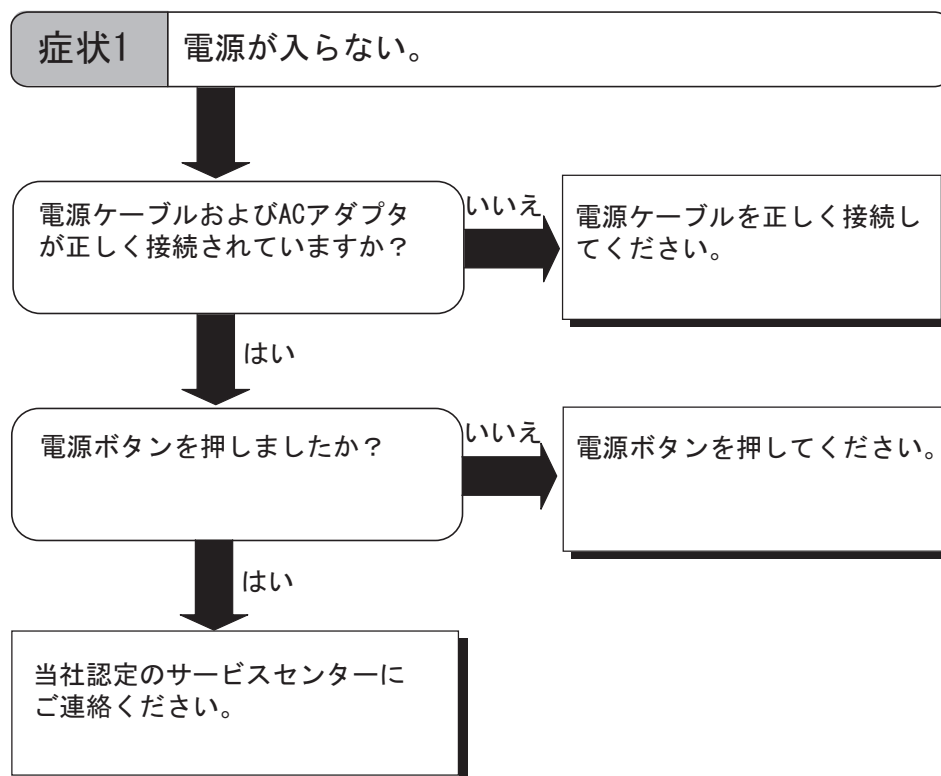 症状1 電源が入らない。
電源ケーブルおよびACアダプタ
が正しく接続されていますか？
いいえ
電源ケーブルを正しく接続し
てください。
はい
電源ボタンを押しましたか？
いいえ
電源ボタンを押してください。
はい
当社認定のサービスセンターに
ご連絡ください。